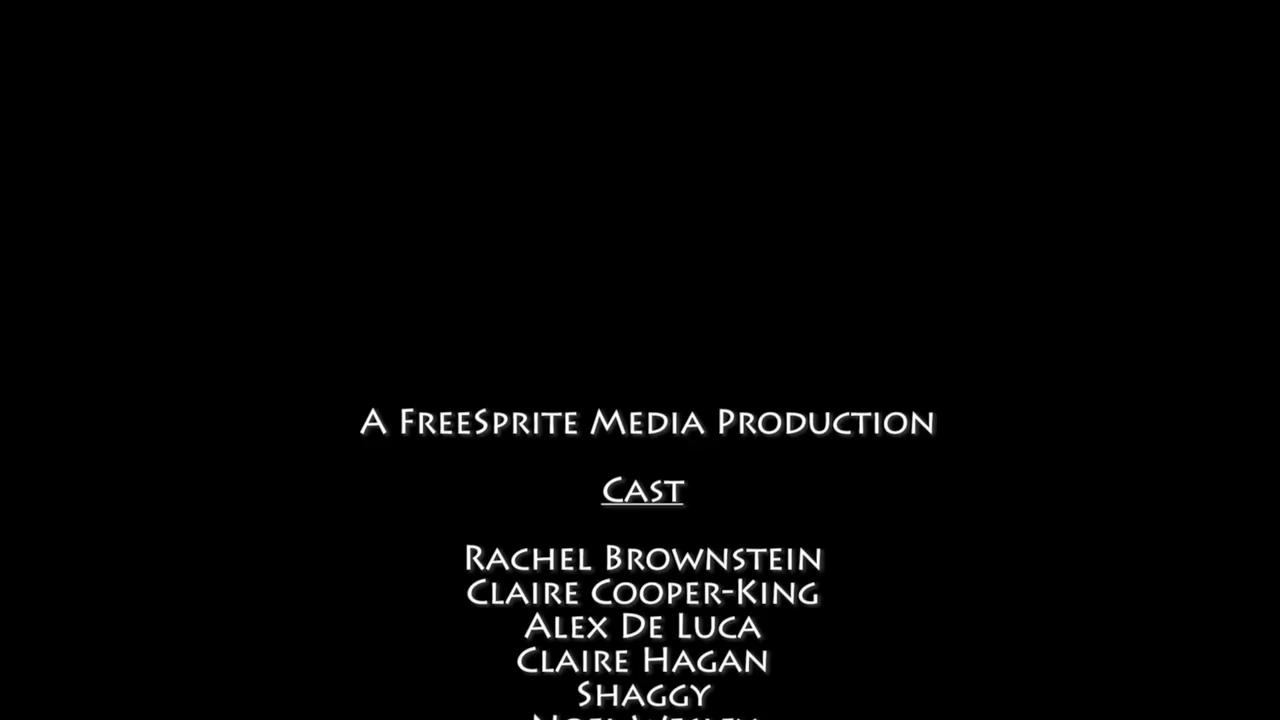 A FreeSprite Media Production
Cast
Rachel Brownstein
Claire Cooper-King
Alex De Luca
Claire Hagan
Shaggy